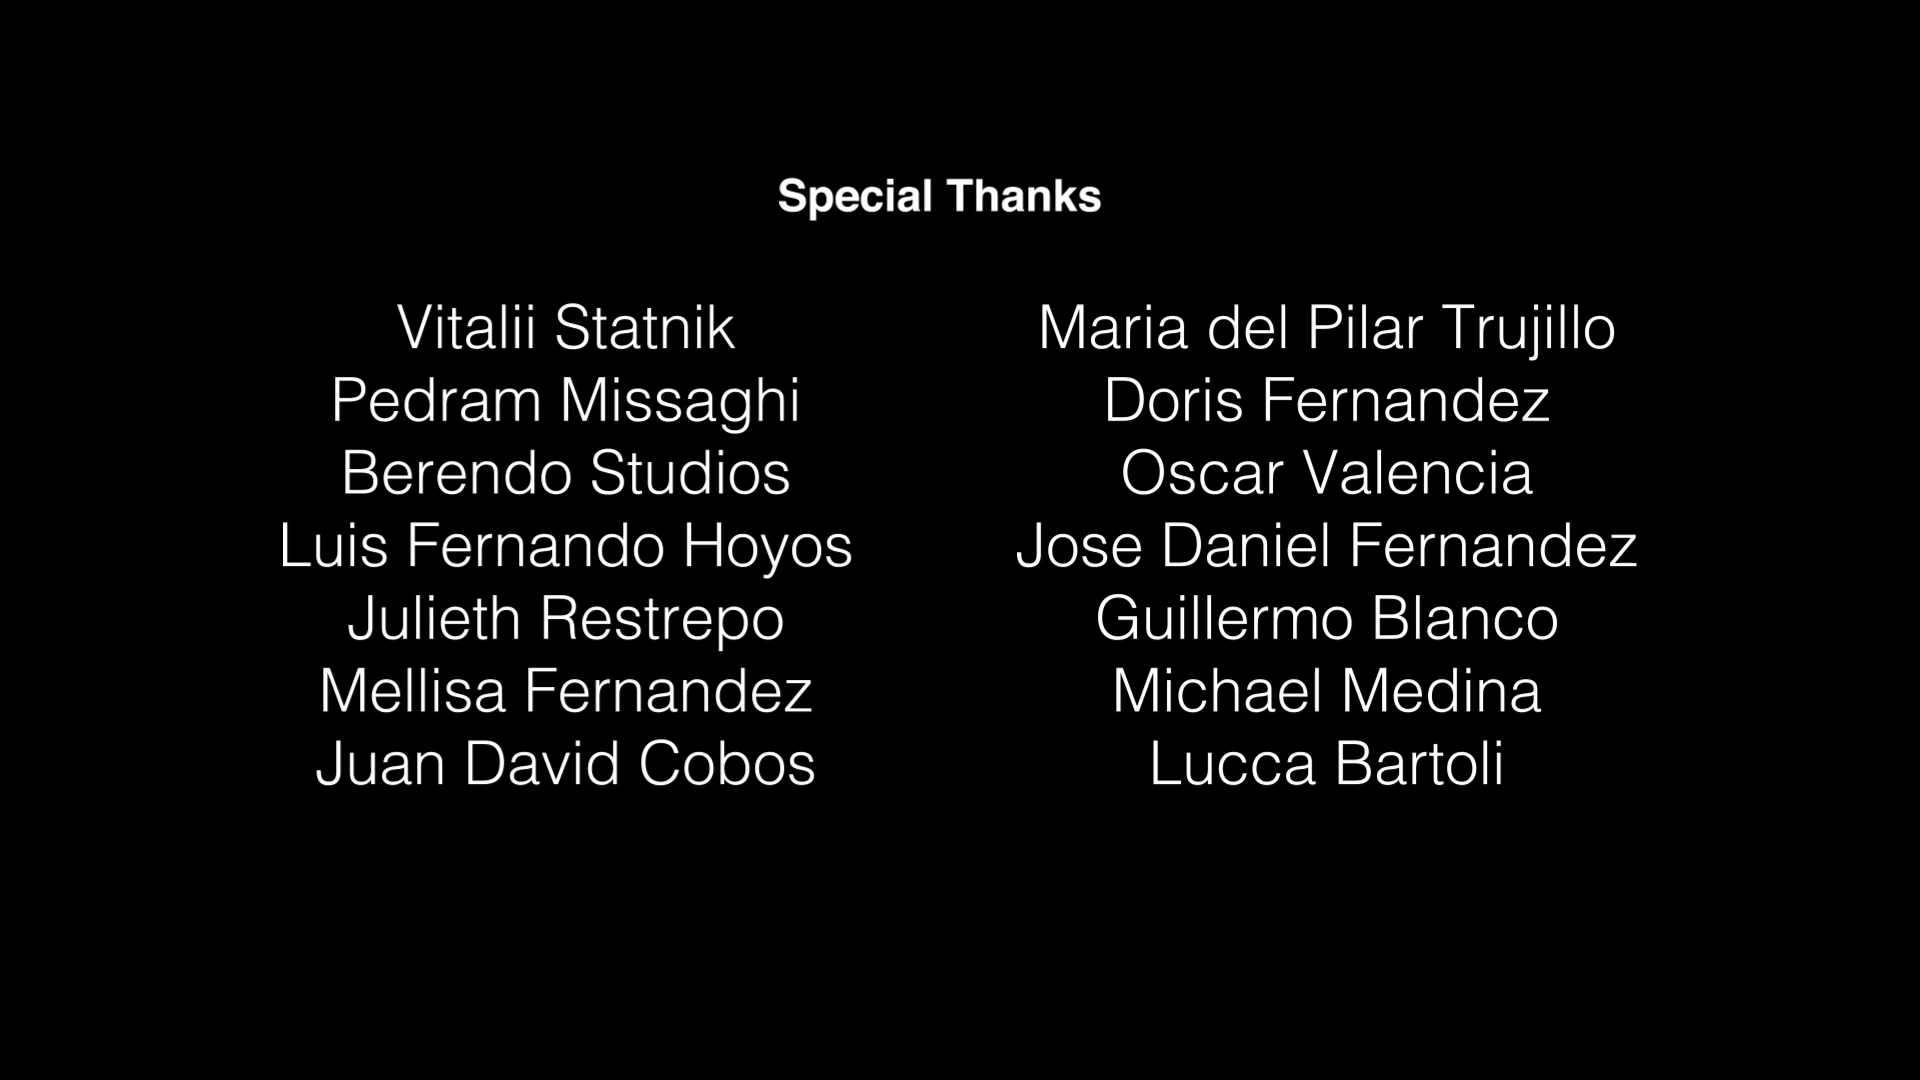 Special Thanks
Vitalii Statnik
Pedram Missaghi
Berendo Studios
Luis Fernando Hoyos
Julieth Restrepo
Mellisa Fernandez
Juan David Cobos
Maria del Pilar Trujillo
Doris Fernandez
Oscar Valencia
Jose Daniel Fernandez
Guillermo Blanco
Michael Medina
Lucca Bartoli